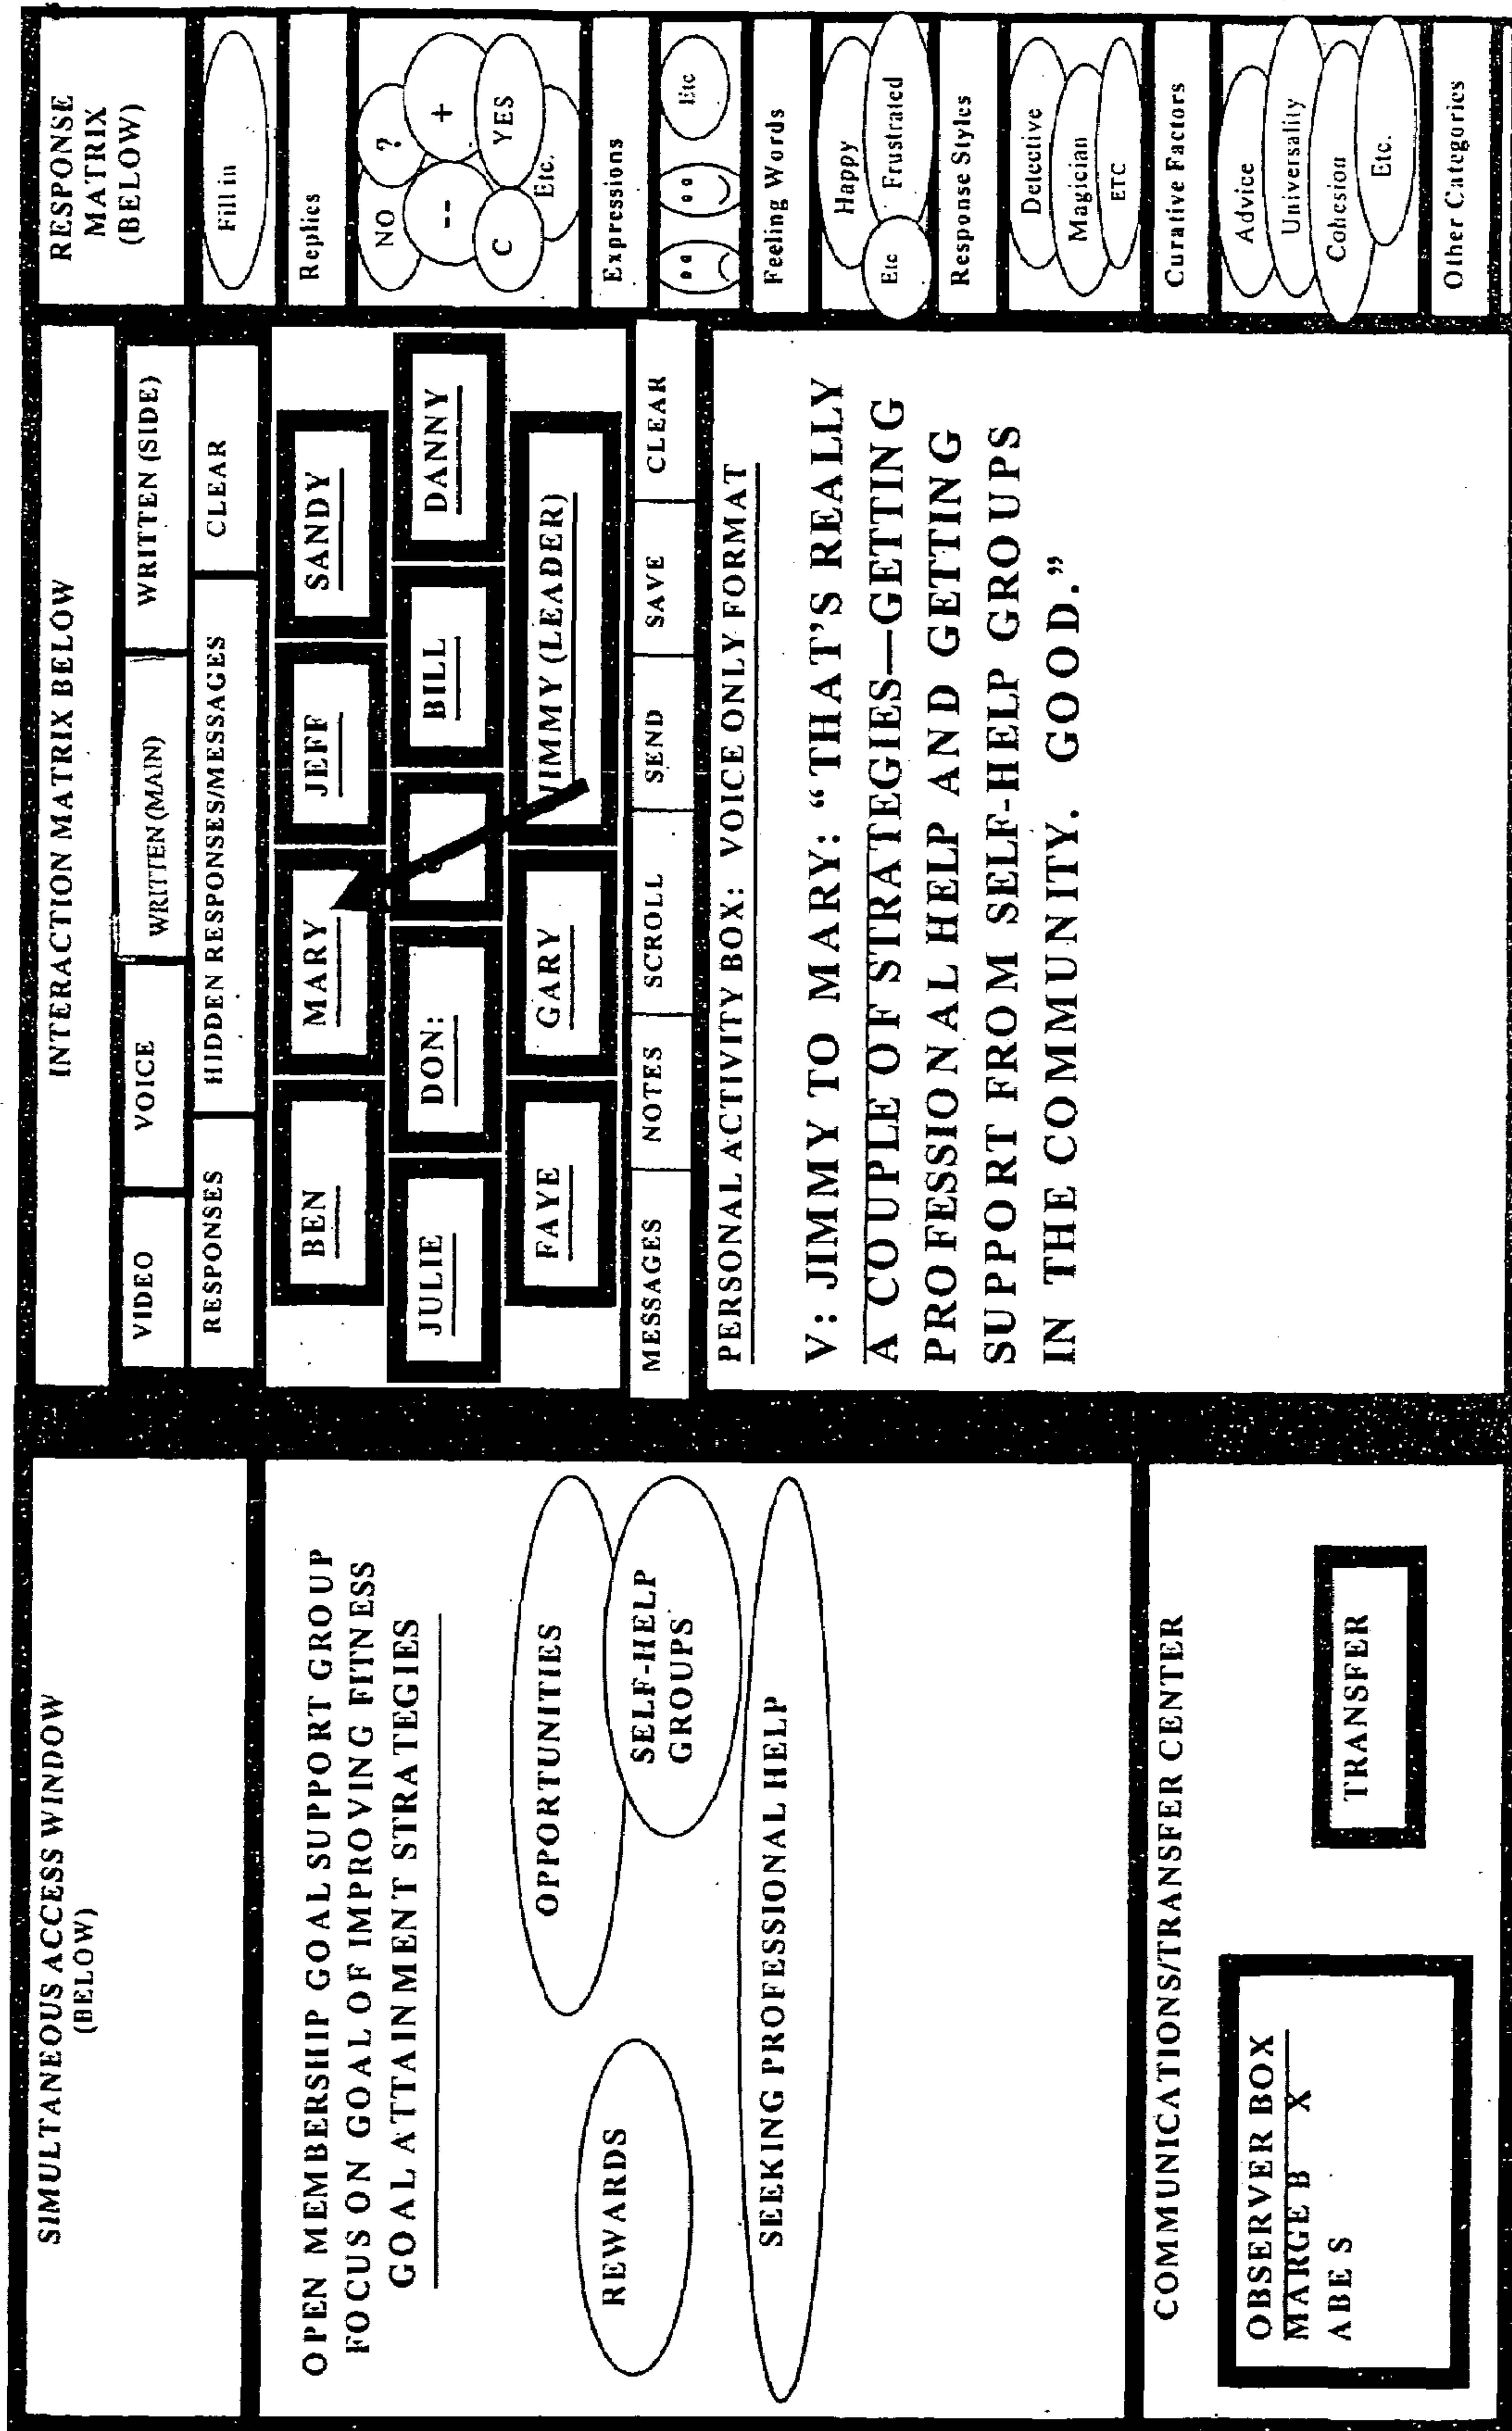 SIMULTANEOUS ACCESS WINDOW
(BELOW)
OPEN MEMBERSHIP GOAL SUPPORT GROUP
FOCUS ON GOAL OF IMPROVING FITNESS
GOAL ATTAINMENT STRATEGIES
OPPORTUNITIES
REWARDS
SELF-HELP
GROUPS
SEEKING PROFESSIONAL HELP
COMMUNICATIONS/TRANSFER CENTER
OBSERVER BOX
MARGE B X
ABE S
TRANSFER
INTERACTION MATRIX BELOW
VIDEO VOICE WRITTEN (MAIN) WRITTEN (SIDE)
RESPONSES HIDDEN RESPONSES/MESSAGES CLEAR
BEN MARY JEFF SANDY
JULIE DON: BILL DANNY
FAYE GARY JIMMY (LEADER)
MESSAGES NOTES SCROLL SEND SAVE CLEAR
PERSONAL ACTIVITY BOX: VOICE ONLY FORMAT
V: JIMMY TO MARY: “THAT'S REALLY
A COUPLE OF STRATEGIES—GETTING
PROFESSIONAL HELP AND GETTING
SUPPORT FROM SELF-HELP GROUPS
IN THE COMMUNITY. GOOD.”
RESPONSE
MATRIX
(BELOW)
Fill in
Replies
NO ?
-- +
C YES
Etc.
Expressions
Etc
Feeling Words
Happy
Etc Frustrated
Response Styles
Detective
Magician
ETC
Curative Factors
Advice
Universality
Cohesion
Etc.
Other Categories